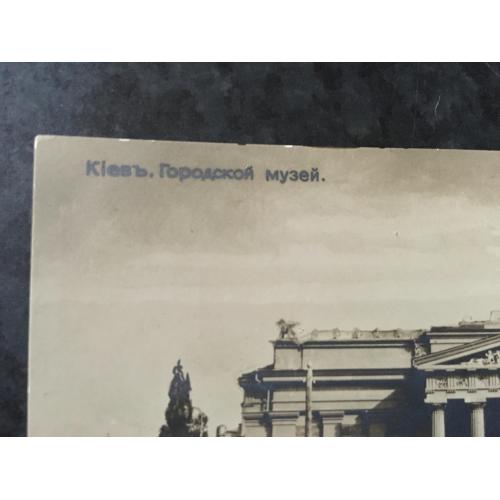 Кіевъ. Городской музей.